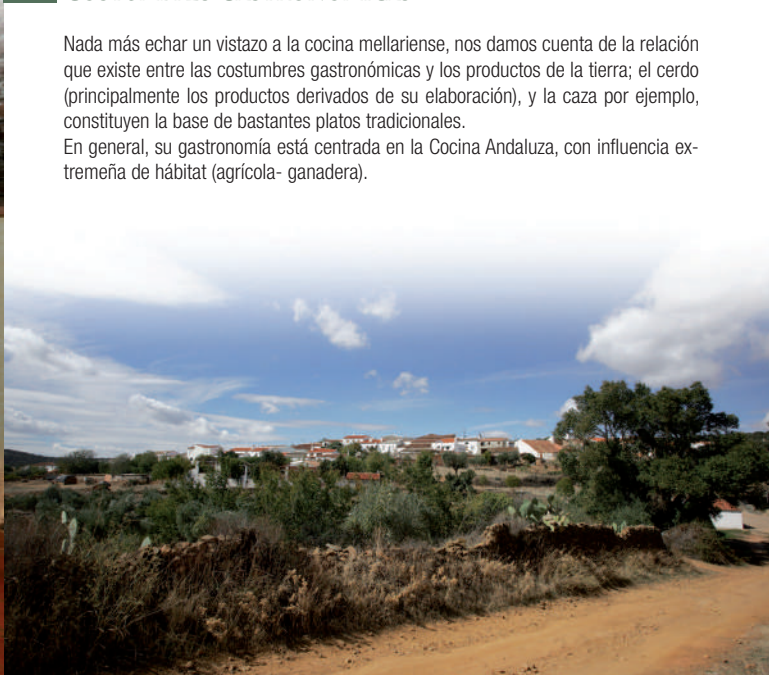 Nada más echar un vistazo a la cocina mellariense, nos damos cuenta de la relación
que existe entre las costumbres gastronómicas y los productos de la tierra; el cerdo
(principalmente los productos derivados de su elaboración), y la caza por ejemplo,
constituyen la base de bastantes platos tradicionales.
En general, su gastronomía está centrada en la Cocina Andaluza, con influencia ex-
tremeña de hábitat (agrícola- ganadera).